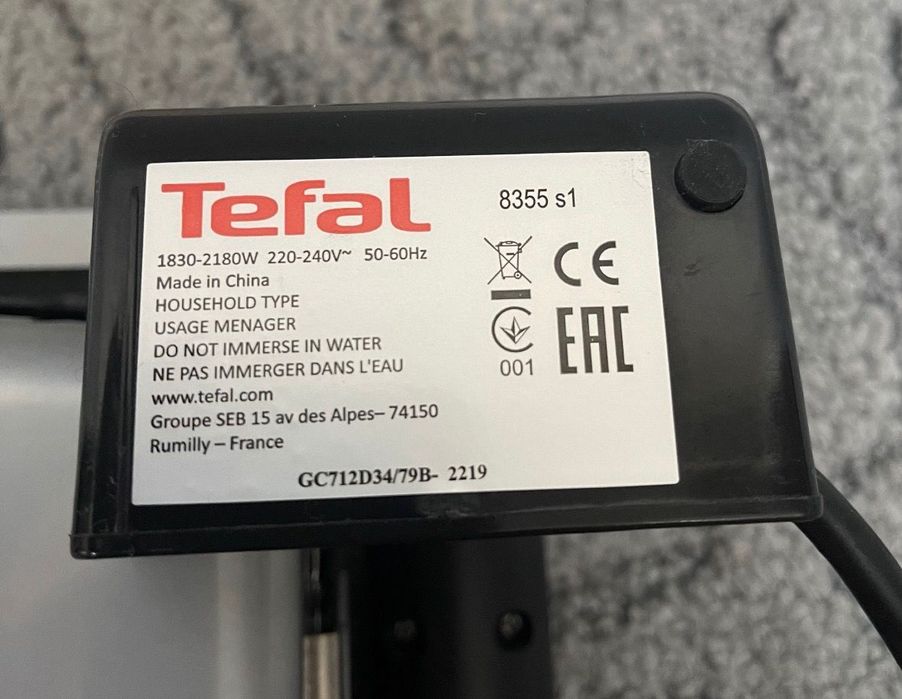 Tefal
8355 s1
1830-2180W 220-240V~ 50-60Hz
Made in China
HOUSEHOLD TYPE
USAGE MENAGER
DO NOT IMMERSE IN WATER
NE PAS IMMERGER DANS L'EAU
www.tefal.com
Groupe SEB 15 av des Alpes– 74150
Rumilly – France
CE
001
EAC
GC712D34/79B- 2219